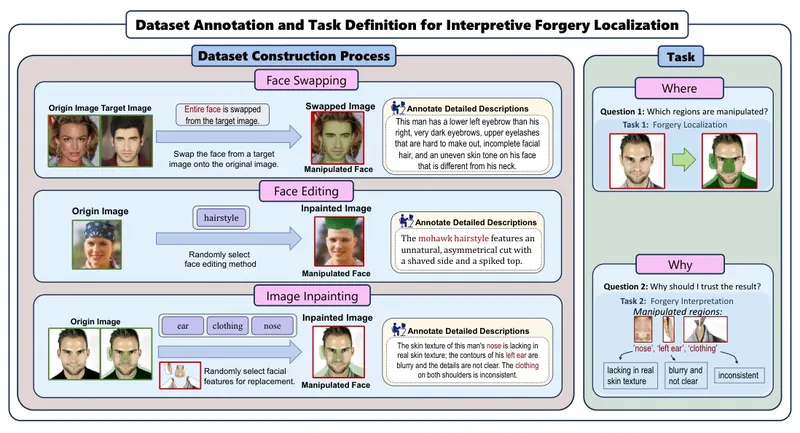 Dataset Annotation and Task Definition for Interpretive Forgery Localization
Dataset Construction Process
Face Swapping
Origin Image Target Image
Entire face is swapped
from the target image.
Swap the face from a target
image onto the original image.
Swapped Image
Manipulated Face
Annotate Detailed Descriptions
This man has a lower left eyebrow than his
right, very dark eyebrows, upper eyelashes
that are hard to make out, incomplete facial
hair, and an uneven skin tone on his face
that is different from his neck.
Face Editing
Origin Image
hairstyle
Randomly select
face editing method
Inpainted Image
Manipulated Face
Annotate Detailed Descriptions
The mohawk hairstyle features an
unnatural, asymmetrical cut with
a shaved side and a spiked top.
Image Inpainting
Origin Image
ear clothing nose
Randomly select facial
features for replacement.
Inpainted Image
Manipulated Face
Annotate Detailed Descriptions
The skin texture of this man's nose is lacking in
real skin texture; the contours of his left ear are
blurry and the details are not clear. The clothing
on both shoulders is inconsistent.
Task
Where
Question 1: Which regions are manipulated?
Task 1: Forgery Localization
Why
Question 2: Why should I trust the result?
Task 2: Forgery Interpretation
Manipulated regions:
'nose', 'left ear', 'clothing'
lacking in real
skin texture
blurry and
not clear
inconsistent